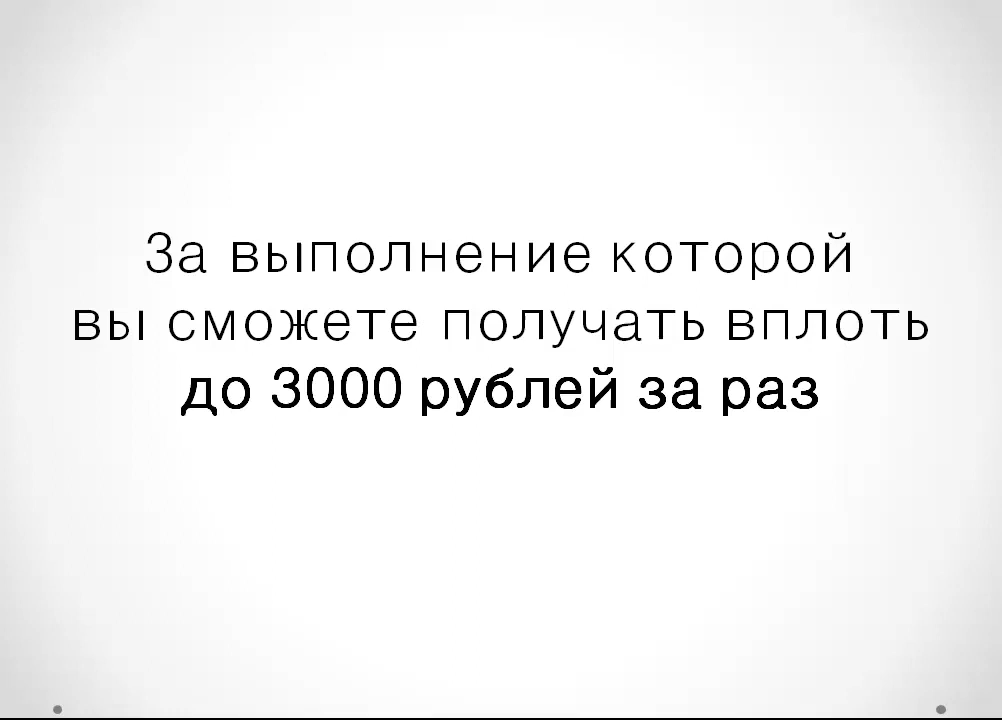 За выполнение которой
вы сможете получать вплоть
до 3000 рублей за раз